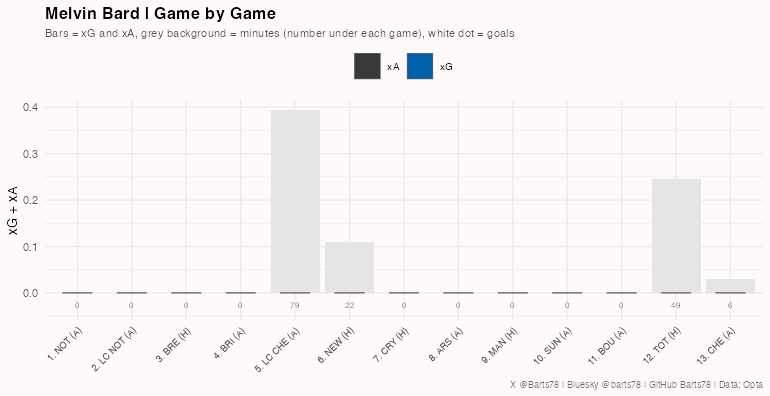 Melvin Bard | Game by Game
Bars = xG and xA, grey background = minutes (number under each game), white dot = goals
xA xG
xG + xA
0.4
0.3
0.2
0.1
0.0
0 0 0 0 79 22 0 0 0 0 0 49 6
1. NOT (A)
2. LC NOT (A)
3. BRE (H)
4. BRI (A)
5. LC CHE (A)
6. NEW (H)
7. CRY (H)
8. ARS (A)
9. MAN (H)
10. SUN (A)
11. BOU (A)
12. TOT (H)
13. CHE (A)
X @Barts78 | Bluesky @barts78 | GitHub Barts78 | Data: Opta